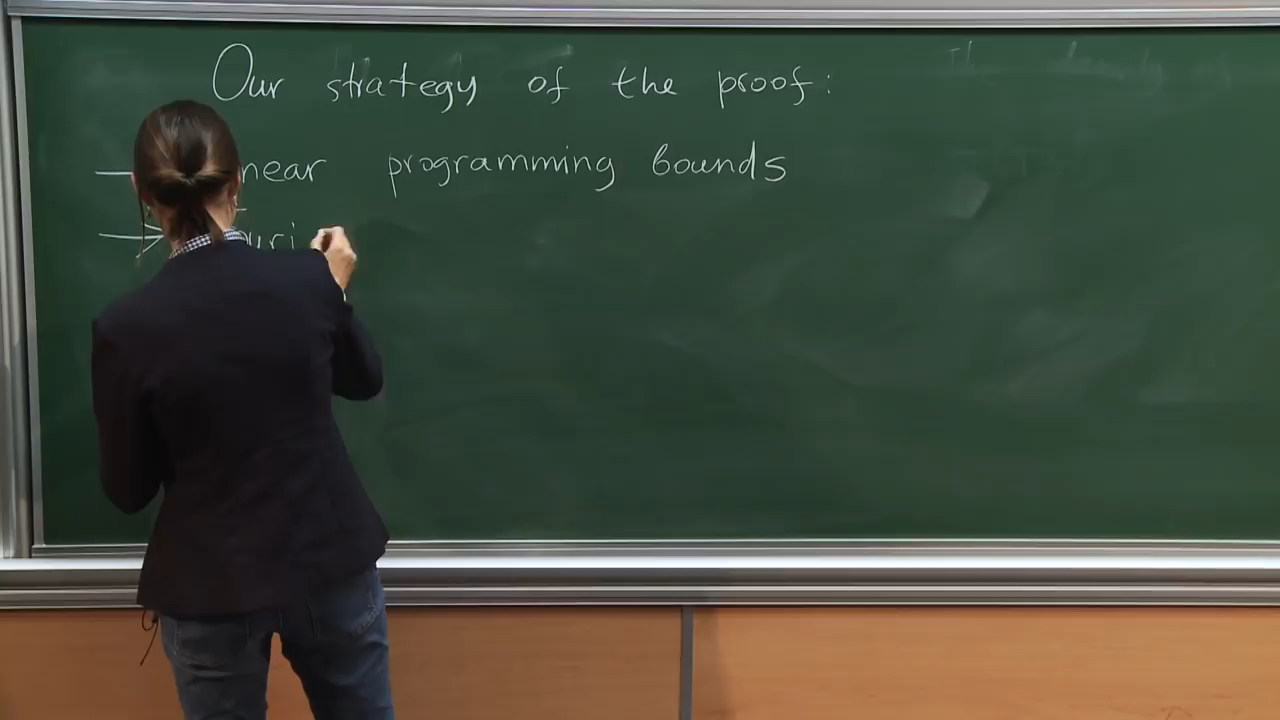 Our strategy of the proof:
→ near programming bounds
→ uri